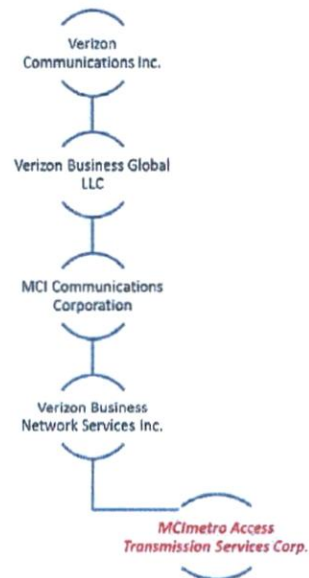 Verizon
Communications Inc.
Verizon Business Global
LLC
MCI Communications
Corporation
Verizon Business
Network Services Inc.
MCImetro Access
Transmission Services Corp.